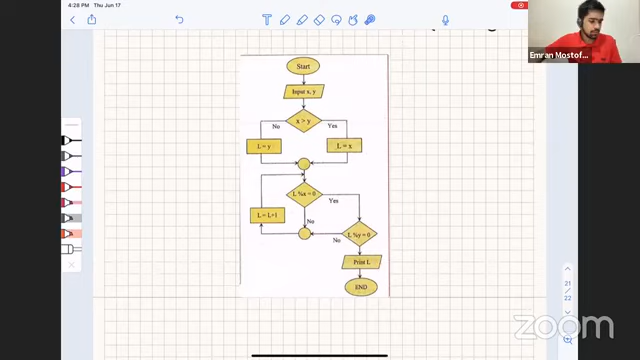 4:28 PM Thu Jun 17
Emran Mostof...
Start
Input x, y
x > y
No
Yes
L = y
L = x
L %x = 0
Yes
L = L+1
No
L %y = 0
No
Print L
END
21
/
22
zoom